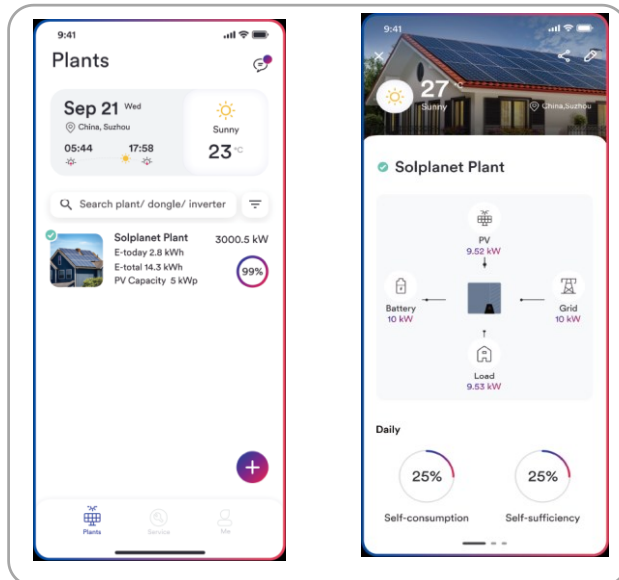 9:41
Plants
Sep 21 Wed
China, Suzhou
05:44 17:58
Sunny
23 °C
Search plant/ dongle/ inverter
Solplanet Plant 3000.5 kW
E-today 2.8 kWh
E-total 14.3 kWh
PV Capacity 5 kWp
99%
Plants Service Me
9:41
27 °C
Sunny
China,Suzhou
Solplanet Plant
PV
9.52 kW
Battery
10 kW
Grid
10 kW
Load
9.53 kW
Daily
25% 25%
Self-consumption Self-sufficiency